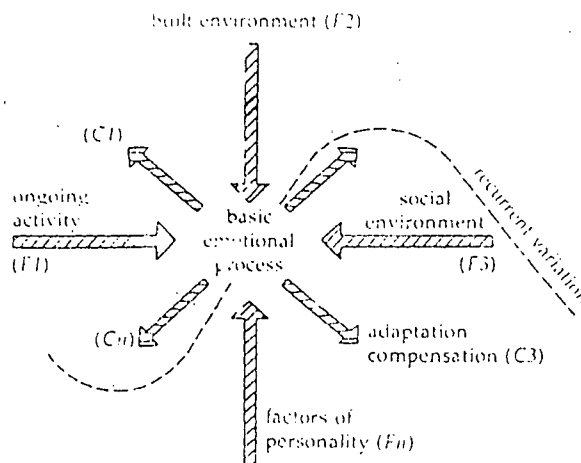 built environment (F2)
(C1)
ongoing
activity
(F1)
basic
emotional
process
social
environment
(F3)
recurrent variation
(Cn)
adaptation
compensation (C3)
factors of
personality (Fn)